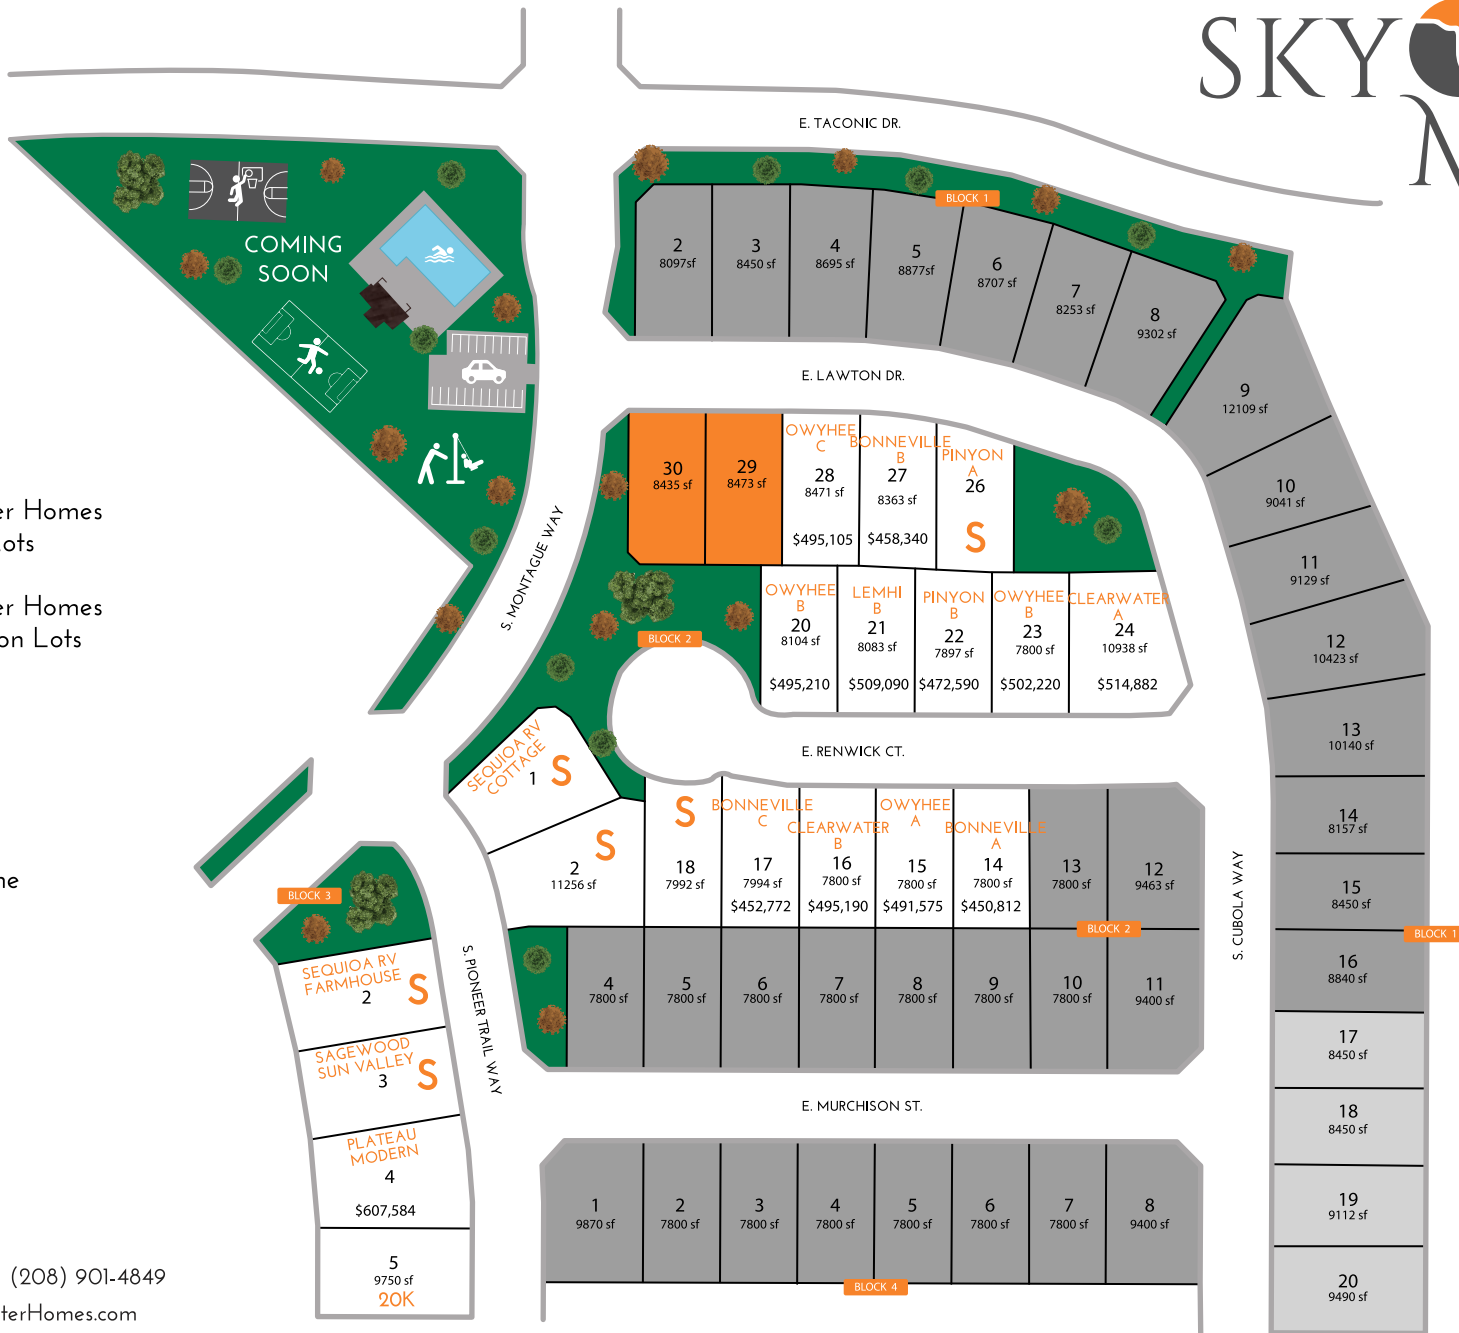 SKY
M
E. TACONIC DR.
BLOCK 1
COMING
SOON
2
8097sf
3
8450 sf
4
8695 sf
5
8877sf
6
8707 sf
7
8253 sf
8
9302 sf
9
12109 sf
10
9041 sf
11
9129 sf
12
10423 sf
13
10140 sf
14
8157 sf
15
8450 sf
BLOCK 1
16
8840 sf
17
8450 sf
18
8450 sf
19
9112 sf
20
9490 sf
E. LAWTON DR.
30
8435 sf
29
8473 sf
OWYHEE
C
28
8471 sf
$495,105
BONNEVILLE
B
27
8363 sf
$458,340
PINYON
A
26
S
S. MONTAGUE WAY
BLOCK 2
OWYHEE
B
20
8104 sf
$495,210
LEMHI
B
21
8083 sf
$509,090
PINYON
B
22
7897 sf
$472,590
OWYHEE
B
23
7800 sf
$502,220
CLEARWATER
A
24
10938 sf
$514,882
E. RENWICK CT.
SEQUIOA RV
COTTAGE
1
S
2
11256 sf
S
S
18
7992 sf
BONNEVILLE
C
17
7994 sf
$452,772
CLEARWATER
B
16
7800 sf
$495,190
OWYHEE
A
15
7800 sf
$491,575
BONNEVILLE
A
14
7800 sf
$450,812
13
7800 sf
12
9463 sf
BLOCK 2
S. CUBOLA WAY
4
7800 sf
5
7800 sf
6
7800 sf
7
7800 sf
8
7800 sf
9
7800 sf
10
7800 sf
11
9400 sf
S. PIONEER TRAIL WAY
E. MURCHISON ST.
BLOCK 3
SEQUIOA RV
FARMHOUSE
2
S
SAGEWOOD
SUN VALLEY
3
S
PLATEAU
MODERN
4
$607,584
5
9750 sf
20K
1
9870 sf
2
7800 sf
3
7800 sf
4
7800 sf
5
7800 sf
6
7800 sf
7
7800 sf
8
9400 sf
BLOCK 4
er Homes
ots
er Homes
on Lots
ne
(208) 901-4849
terHomes.com